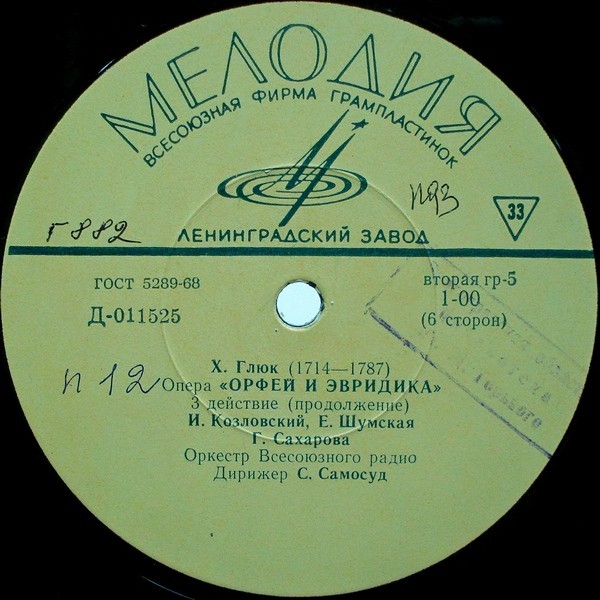 МЕЛОДИЯ
ВСЕСОЮЗНАЯ ФИРМА ГРАМПЛАСТИНОК
33
Г882
ЛЕНИНГРАДСКИЙ ЗАВОД
ГОСТ 5289-68
вторая гр-5
Д-011525
1-00
(6 сторон)
Х. Глюк (1714—1787)
п 12
Опера «ОРФЕЙ И ЭВРИДИКА»
3 действие (продолжение)
И. Козловский, Е. Шумская
Г. Сахарова
Оркестр Всесоюзного радио
Дирижер С. Самосуд